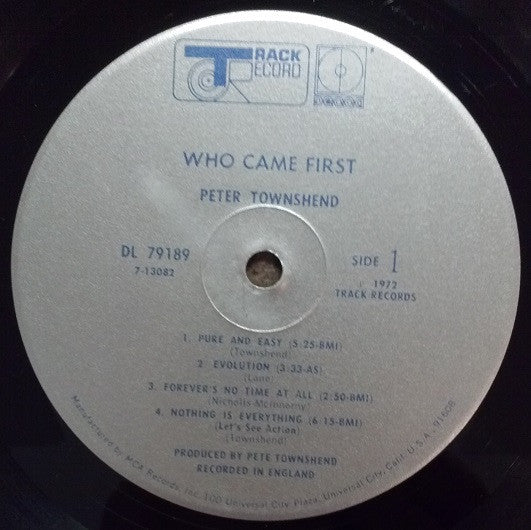 TRACK
RECORD
WHO CAME FIRST
PETER TOWNSHEND
DL 79189
7-13082
SIDE 1
1972
TRACK RECORDS
1. PURE AND EASY (5:25-BMI)
(Townshend)
2. EVOLUTION (3:33-AS)
(Lane)
3. FOREVER'S NO TIME AT ALL (2:50-BMI)
(Nicholls-McInnerny)
4. NOTHING IS EVERYTHING (6:15-BMI)
(Let's See Action)
(Townshend)
PRODUCED BY PETE TOWNSHEND
RECORDED IN ENGLAND
Manufactured by MCA Records, Inc. 100 Universal City Plaza, Universal City, Calif. U.S.A. - 91608